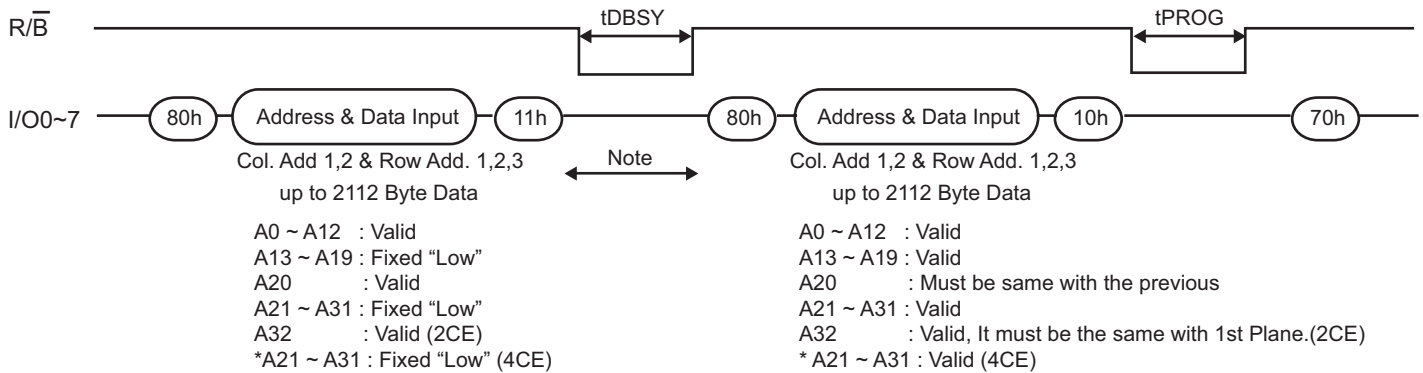 tDBSY tPROG
R/B̅
I/O0~7 80h Address & Data Input 11h 80h Address & Data Input 10h 70h
Col. Add 1,2 & Row Add. 1,2,3 Note Col. Add 1,2 & Row Add. 1,2,3
up to 2112 Byte Data up to 2112 Byte Data
A0 ~ A12 : Valid
A13 ~ A19 : Fixed “Low”
A20 : Valid
A21 ~ A31 : Fixed “Low”
A32 : Valid (2CE)
*A21 ~ A31 : Fixed “Low” (4CE)
A0 ~ A12 : Valid
A13 ~ A19 : Valid
A20 : Must be same with the previous
A21 ~ A31 : Valid
A32 : Valid, It must be the same with 1st Plane.(2CE)
* A21 ~ A31 : Valid (4CE)